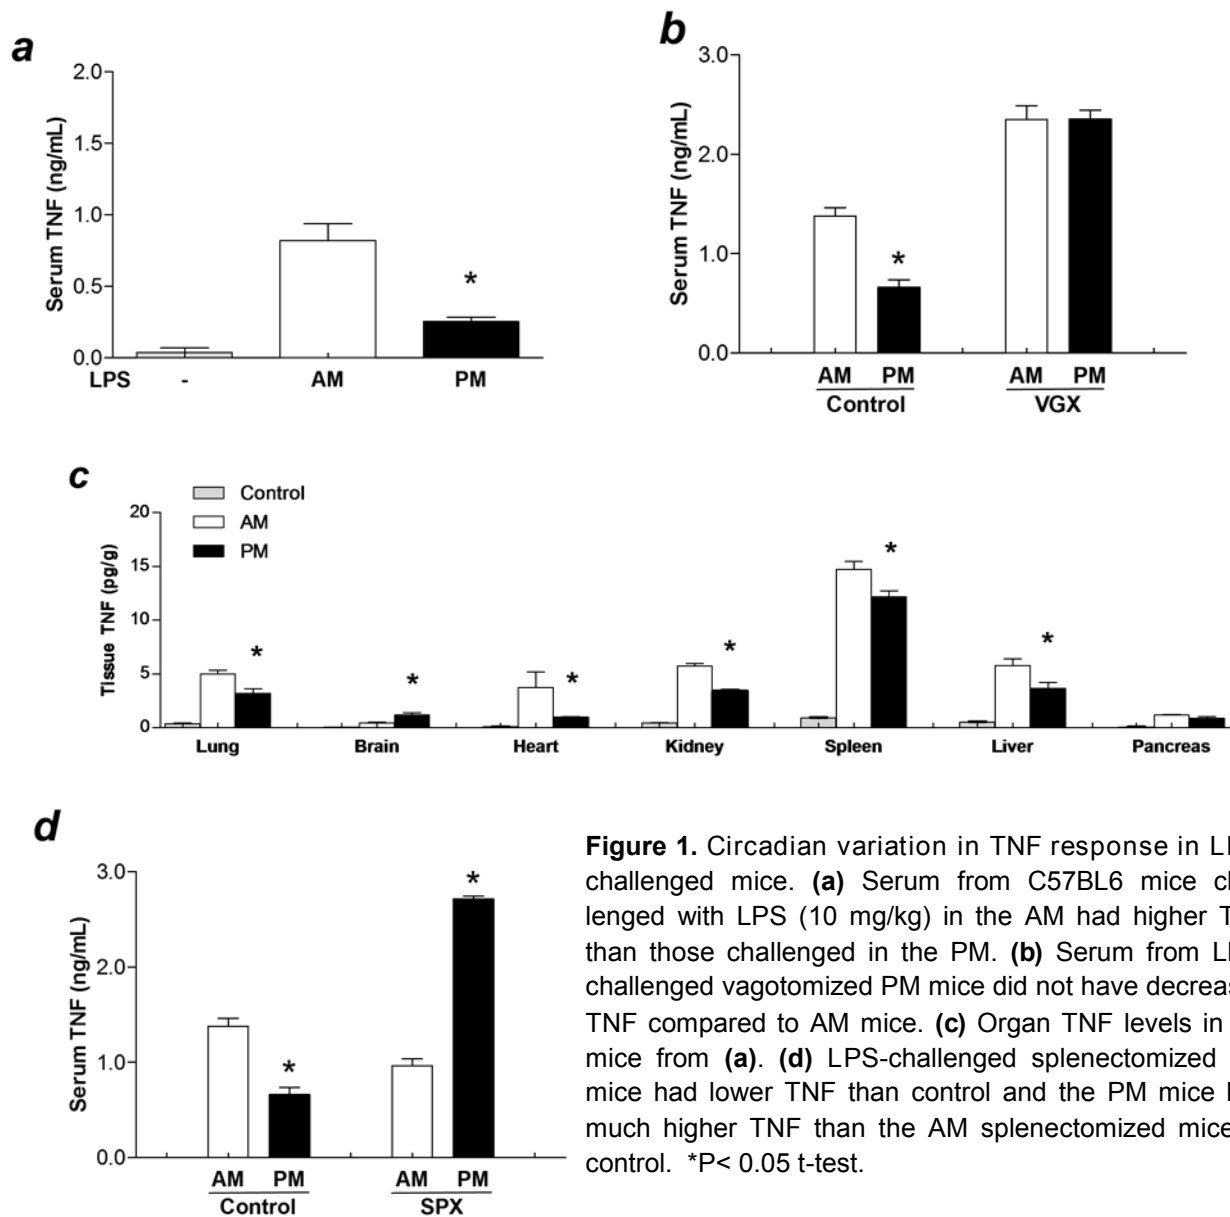 a
2.0
1.5
1.0
0.5
0.0
Serum TNF (ng/mL)
*
LPS - AM PM
b
3.0
2.0
1.0
0.0
Serum TNF (ng/mL)
*
AM PM AM PM
Control VGX
c
Control
AM
PM
20
15
10
5
0
Tissue TNF (pg/g)
* * * * * *
Lung Brain Heart Kidney Spleen Liver Pancreas
d
3.0
2.0
1.0
0.0
Serum TNF (ng/mL)
* *
AM PM AM PM
Control SPX
Figure 1. Circadian variation in TNF response in
challenged mice. (a) Serum from C57BL6 mice
lenged with LPS (10 mg/kg) in the AM had higher
than those challenged in the PM. (b) Serum from
challenged vagotomized PM mice did not have
TNF compared to AM mice. (c) Organ TNF levels in
mice from (a). (d) LPS-challenged splenectomized
mice had lower TNF than control and the PM mice
much higher TNF than the AM splenectomized mice
control. *P< 0.05 t-test.